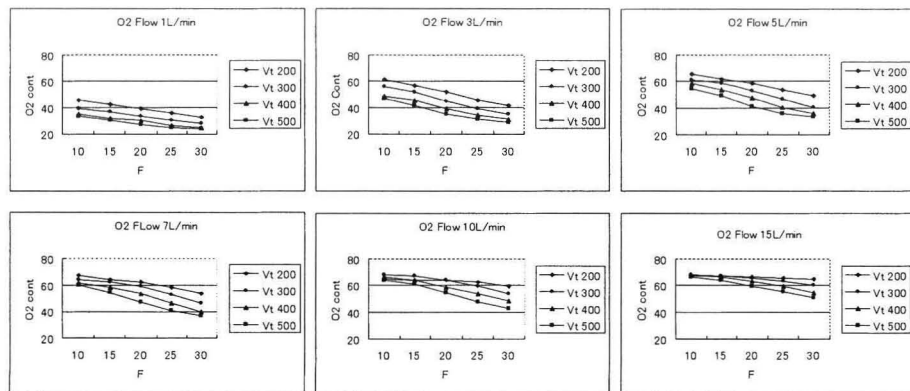 O2 Flow 1L/min
80
60
40
20
O2 cont
10 15 20 25 30
F
Vt 200
Vt 300
Vt 400
Vt 500
O2 Flow 3L/min
80
60
40
20
O2 Cont
10 15 20 25 30
F
Vt 200
Vt 300
Vt 400
Vt 500
O2 Flow 5L/min
80
60
40
20
O2 cont
10 15 20 25 30
F
Vt 200
Vt 300
Vt 400
Vt 500
O2 FLow 7L/min
80
60
40
20
O2 cont
10 15 20 25 30
F
Vt 200
Vt 300
Vt 400
Vt 500
O2 Flow 10L/min
80
60
40
20
O2 cont
10 15 20 25 30
F
Vt 200
Vt 300
Vt 400
Vt 500
O2 Flow 15L/min
80
60
40
20
O2 cont
10 15 20 25 30
F
Vt 200
Vt 300
Vt 400
Vt 500